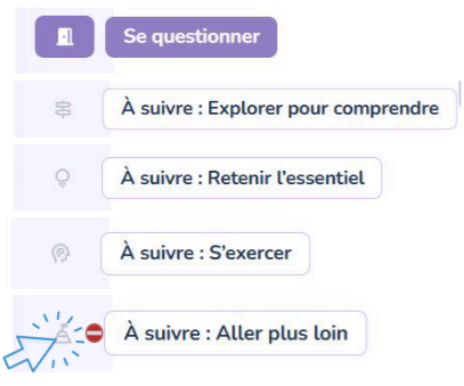 Se questionner
À suivre : Explorer pour comprendre
À suivre : Retenir l’essentiel
À suivre : S’exercer
À suivre : Aller plus loin